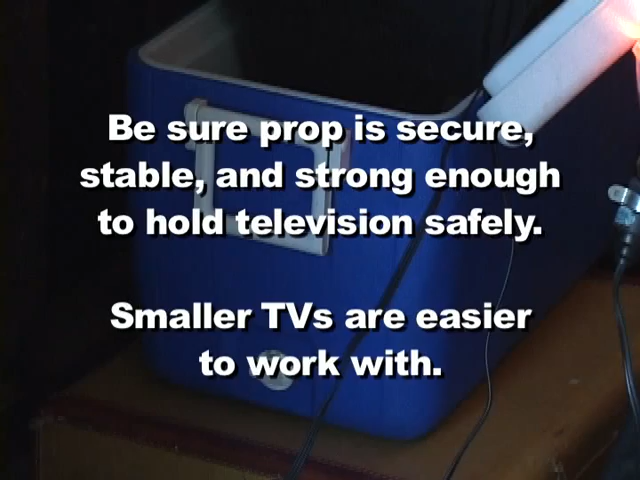 Be sure prop is secure,
stable, and strong enough
to hold television safely.
Smaller TVs are easier
to work with.